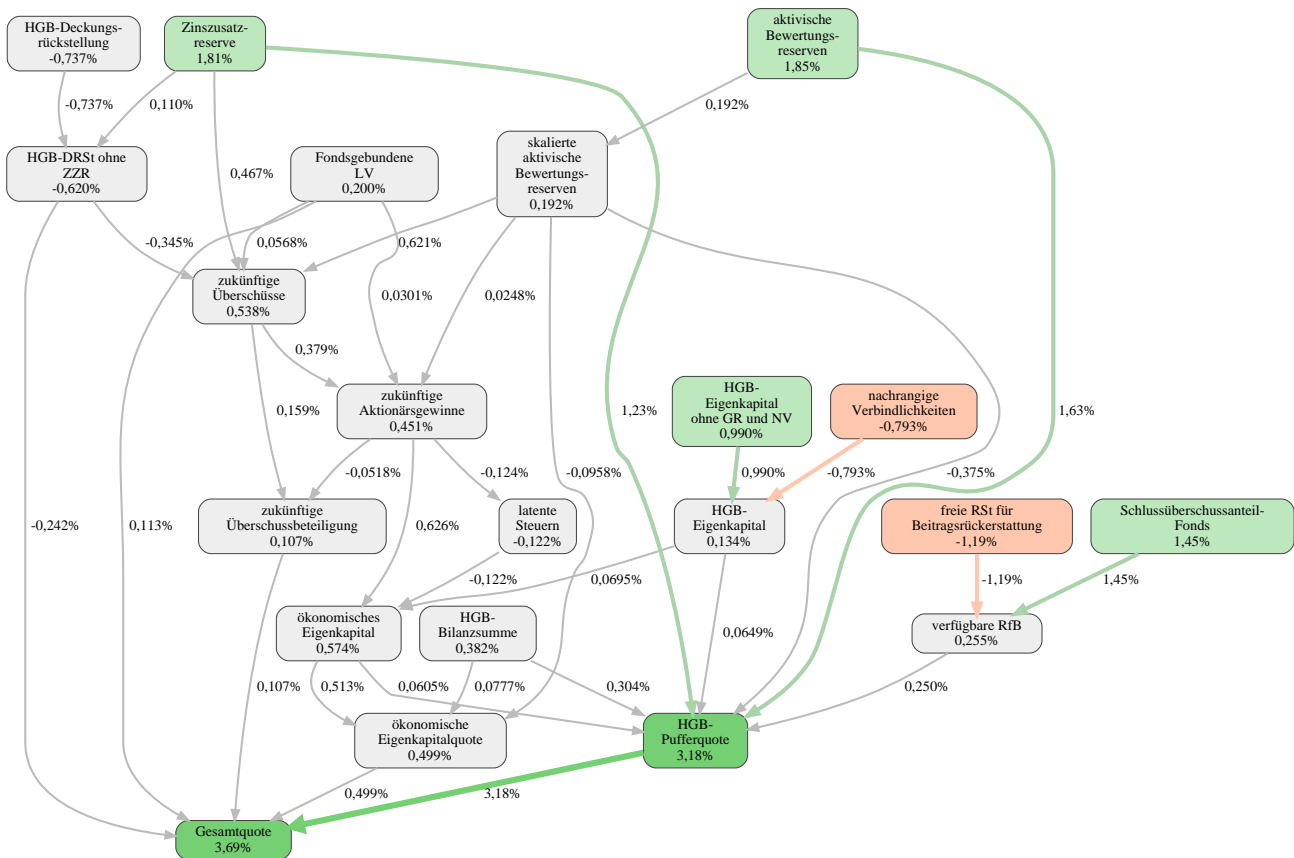 HGB-Deckungs-
rückstellung
-0,737%
Zinszusatz-
reserve
1,81%
aktivische
Bewertungs-
reserven
1,85%
-0,737%
0,110%
0,192%
HGB-DRSt ohne
ZZR
-0,620%
Fondsgebundene
LV
0,200%
skalierte
aktivische
Bewertungs-
reserven
0,192%
0,467%
-0,345%
0,0568%
0,621%
zukünftige
Überschüsse
0,538%
0,0301%
0,0248%
0,379%
zukünftige
Aktionärsgewinne
0,451%
HGB-
Eigenkapital
ohne GR und NV
0,990%
nachrangige
Verbindlichkeiten
-0,793%
0,159%
1,23%
1,63%
-0,0518%
-0,124%
-0,0958%
0,990%
-0,793%
-0,375%
-0,242%
0,113%
zukünftige
Überschussbeteiligung
0,107%
0,626%
latente
Steuern
-0,122%
HGB-
Eigenkapital
0,134%
freie RSt für
Beitragsrückerstattung
-1,19%
Schlussüberschussanteil-
Fonds
1,45%
-0,122%
0,0695%
-1,19%
1,45%
ökonomisches
Eigenkapital
0,574%
HGB-
Bilanzsumme
0,382%
0,0649%
verfügbare RfB
0,255%
0,107%
0,513%
0,0605%
0,0777%
0,304%
0,250%
ökonomische
Eigenkapitalquote
0,499%
HGB-
Pufferquote
3,18%
0,499%
3,18%
Gesamtquote
3,69%